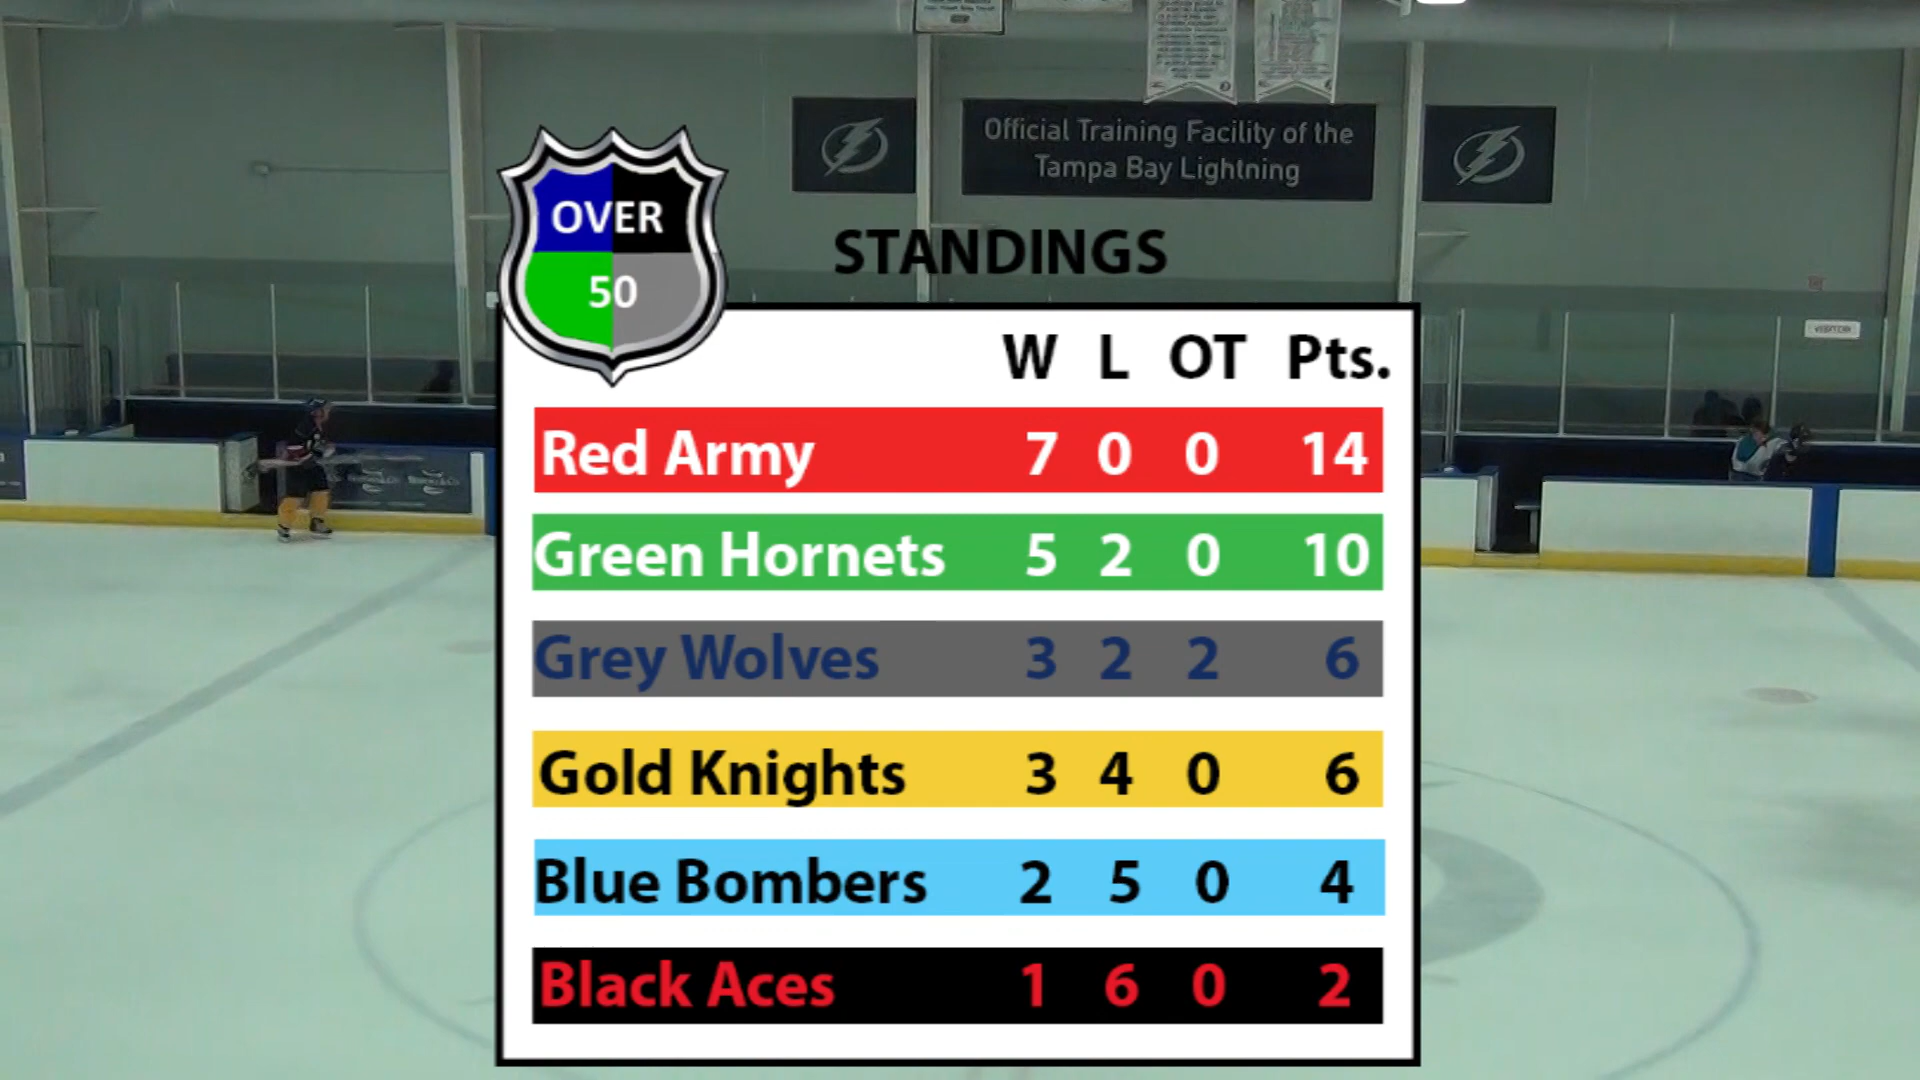 Official Training Facility of the
Tampa Bay Lightning
OVER
50
STANDINGS
W L OT Pts.
Red Army 7 0 0 14
Green Hornets 5 2 0 10
Grey Wolves 3 2 2 6
Gold Knights 3 4 0 6
Blue Bombers 2 5 0 4
Black Aces 1 6 0 2
VISITOR